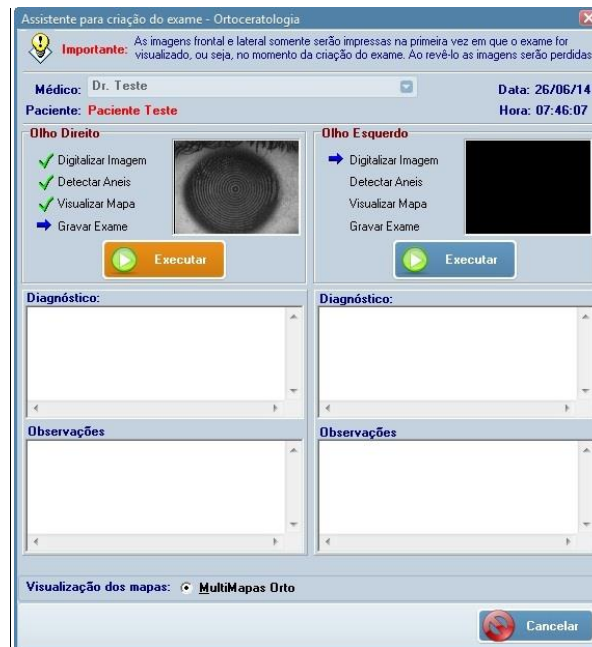 Assistente para criação do exame - Ortoceratologia
Importante: As imagens frontal e lateral somente serão impressas na primeira vez em que o exame for
visualizado, ou seja, no momento da criação do exame. Ao revê-lo as imagens serão perdidas
Médico: Dr. Teste Data: 26/06/14
Paciente: Paciente Teste Hora: 07:46:07
Olho Direito
Digitalizar Imagem
Detectar Aneis
Visualizar Mapa
Gravar Exame
Executar
Olho Esquerdo
Digitalizar Imagem
Detectar Aneis
Visualizar Mapa
Gravar Exame
Executar
Diagnóstico:
Diagnóstico:
Observações
Observações
Visualização dos mapas: MultiMapas Orto
Cancelar